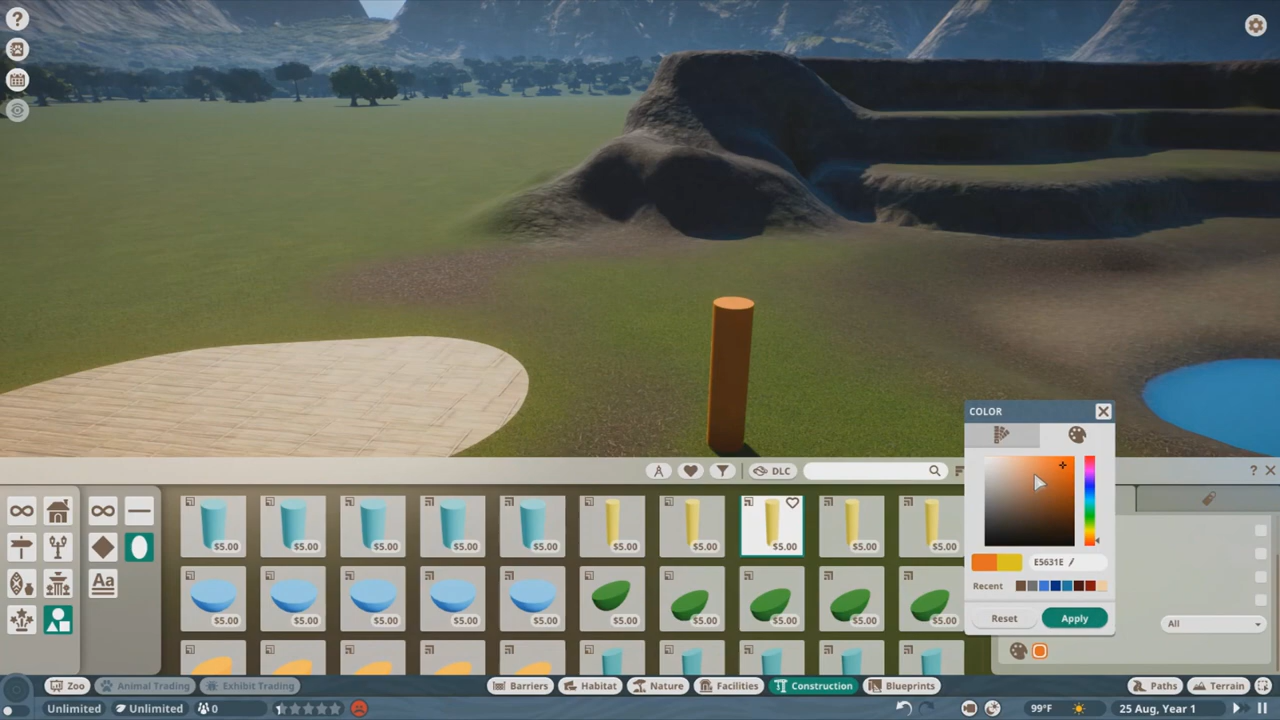 ?
COLOR
DLC
? 
$5.00 $5.00 $5.00 $5.00 $5.00 $5.00 $5.00 $5.00 $5.00 $5.00
E5631E
Aa
Recent
$5.00 $5.00 $5.00 $5.00 $5.00 $5.00 $5.00 $5.00 $5.00 $5.00
Reset Apply
All
Zoo Animal Trading Exhibit Trading Barriers Habitat Nature Facilities Construction Blueprints Paths Terrain
Unlimited Unlimited 0 99°F 25 Aug, Year 1